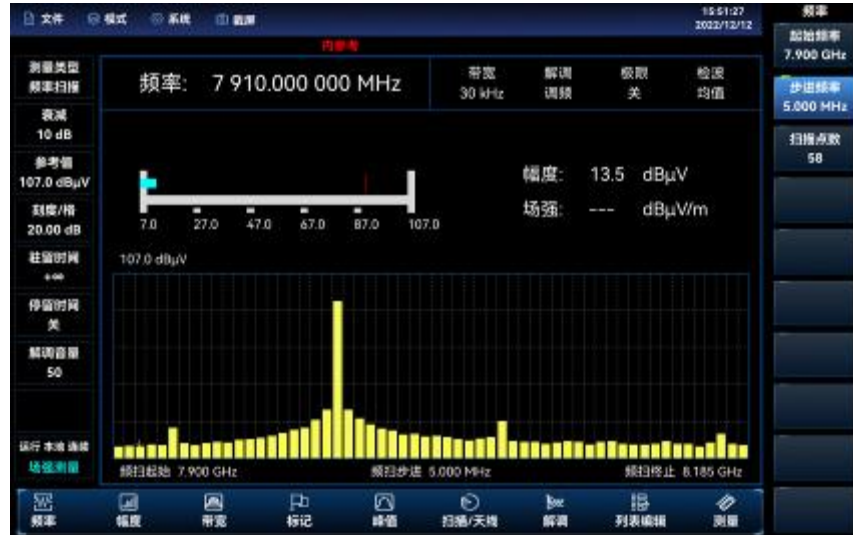 文件 模式 系统 截屏
15:51:27
2022/12/12
内参考
测量类型
频率扫描
衰减
10 dB
参考值
107.0 dBμV
刻度/格
20.00 dB
驻留时间
+∞
停留时间
关
解调音量
50
运行 本地 连续
场强测量
频率: 7 910.000 000 MHz
带宽 解调 极限 检波
30 kHz 调频 关 均值
7.0 27.0 47.0 67.0 87.0 107.0
幅度: 13.5 dBμV
场强: --- dBμV/m
107.0 dBμV
频扫起始 7.900 GHz 频扫步进 5.000 MHz 频扫终止 8.185 GHz
频率
起始频率
7.900 GHz
步进频率
5.000 MHz
扫描点数
58
频率 幅度 带宽 标记 峰值 扫描/天线 解调 列表编辑 测量